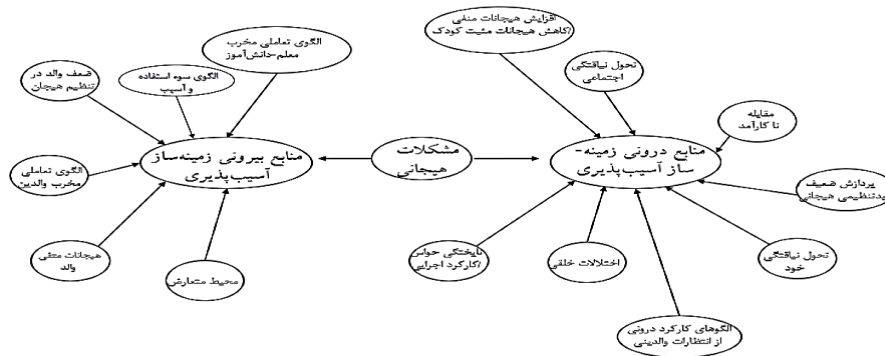 افزایش هیجانات منفی
/کاهش هیجانات مثبت کودک
تحول نیافتگی
اجتماعی
مقابله
نا کارآمد
منابع درونی زمینه-
ساز آسیب‌پذیری
پردازش ضعیف
بدتنظیمی هیجانی
تحول نیافتگی
خود
الگوهای کارکرد درونی
از انتظارات والدینی
اختلالات خلقی
ناپختگی حواس
/کارکرد اجرایی
مشکلات
هیجانی
الگوی تعاملی مخرب
معلم-دانش‌آموز
الگوی سوء استفاده
و آسیب
ضعف والد در
تنظیم هیجان
منابع بیرونی زمینه‌ساز
آسیب‌پذیری
الگوی تعاملی
مخرب والدین
هیجانات منفی
والد
محیط متعارض